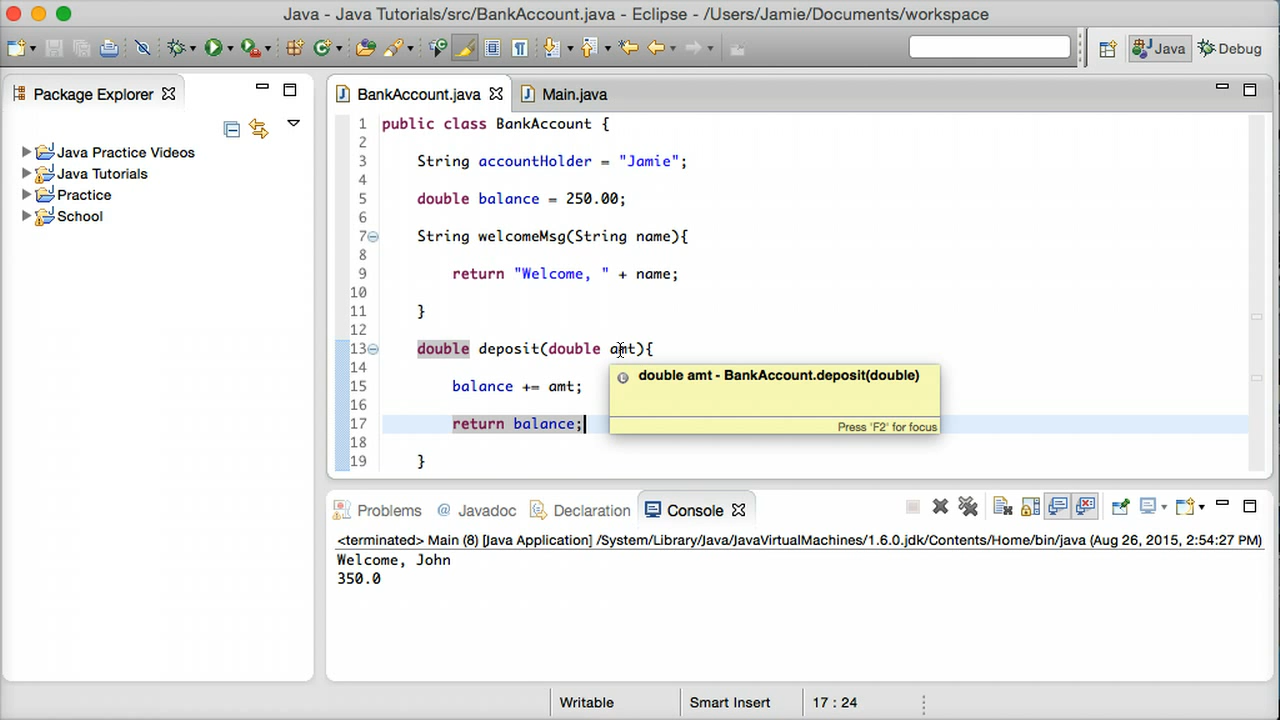 Java - Java Tutorials/src/BankAccount.java - Eclipse - /Users/Jamie/Documents/workspace
Java Debug
Package Explorer
Java Practice Videos
Java Tutorials
Practice
School
BankAccount.java Main.java
1 public class BankAccount {
2
3 String accountHolder = "Jamie";
4
5 double balance = 250.00;
6
7 String welcomeMsg(String name){
8
9 return "Welcome, " + name;
10
11 }
12
13 double deposit(double amt){
14
15 balance += amt;
16
17 return balance;
18
19 }
double amt - BankAccount.deposit(double)
Press 'F2' for focus
Problems @ Javadoc Declaration Console
<terminated> Main (8) [Java Application] /System/Library/Java/JavaVirtualMachines/1.6.0.jdk/Contents/Home/bin/java (Aug 26, 2015, 2:54:27 PM)
Welcome, John
350.0
Writable Smart Insert 17 : 24